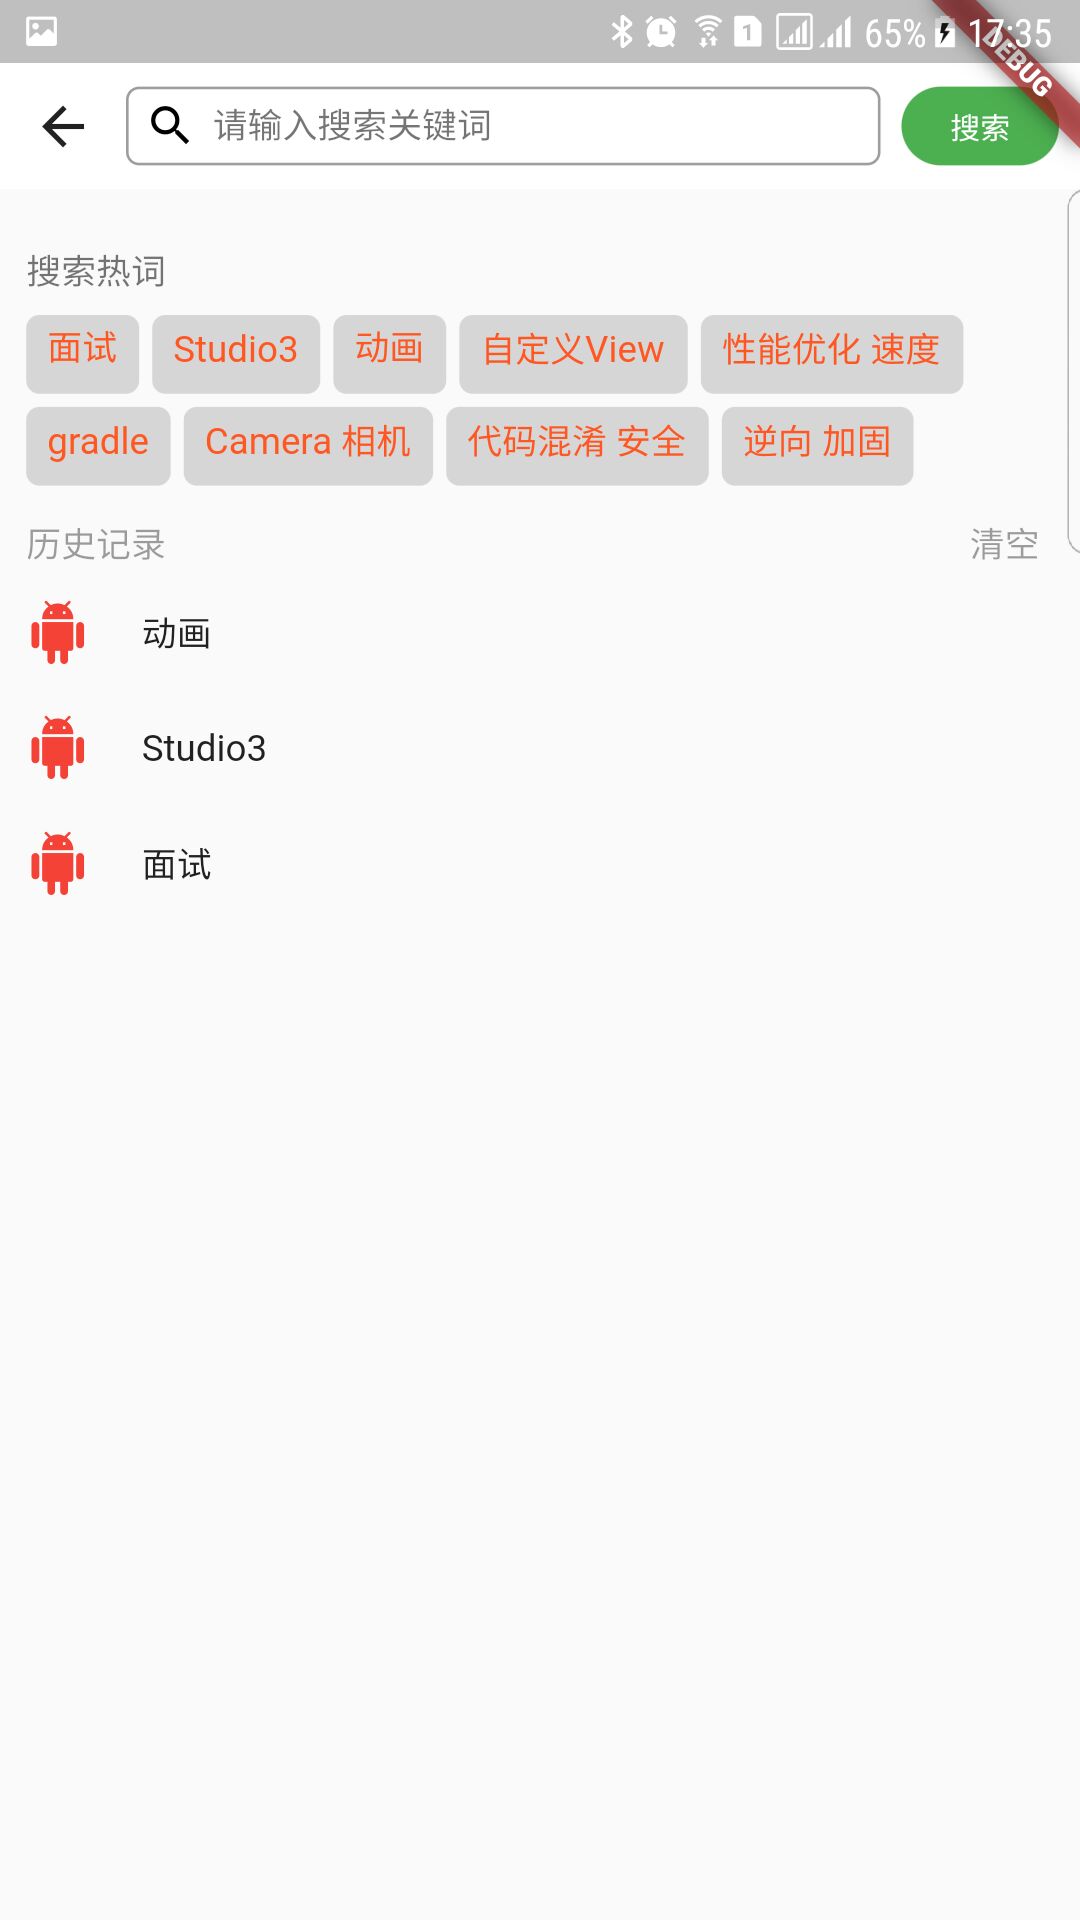 65% 17:35
DEBUG
请输入搜索关键词 搜索
搜索热词
面试 Studio3 动画 自定义View 性能优化 速度
gradle Camera 相机 代码混淆 安全 逆向 加固
历史记录 清空
动画
Studio3
面试